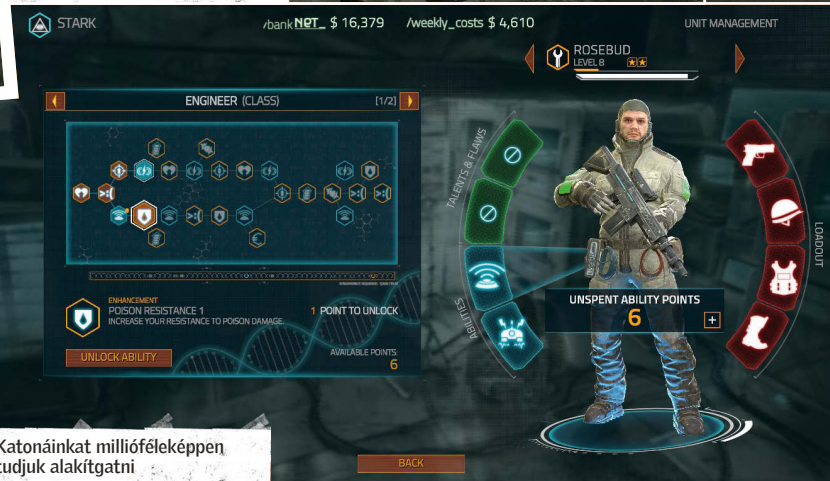 STARK
/bank NET_ $ 16,379
/weekly_costs $ 4,610
UNIT MANAGEMENT
ROSEBUD
LEVEL 8
ENGINEER (CLASS)
[1/2]
TALENTS & FLAWS
ABILITIES
LOADOUT
ENHANCEMENT
POISON RESISTANCE 1
INCREASE YOUR RESISTANCE TO POISON DAMAGE.
1 POINT TO UNLOCK
UNLOCK ABILITY
AVAILABLE POINTS:
6
UNSPENT ABILITY POINTS
6
+
BACK
Katonáinkat millióféleképpen
tudjuk alakítgatni